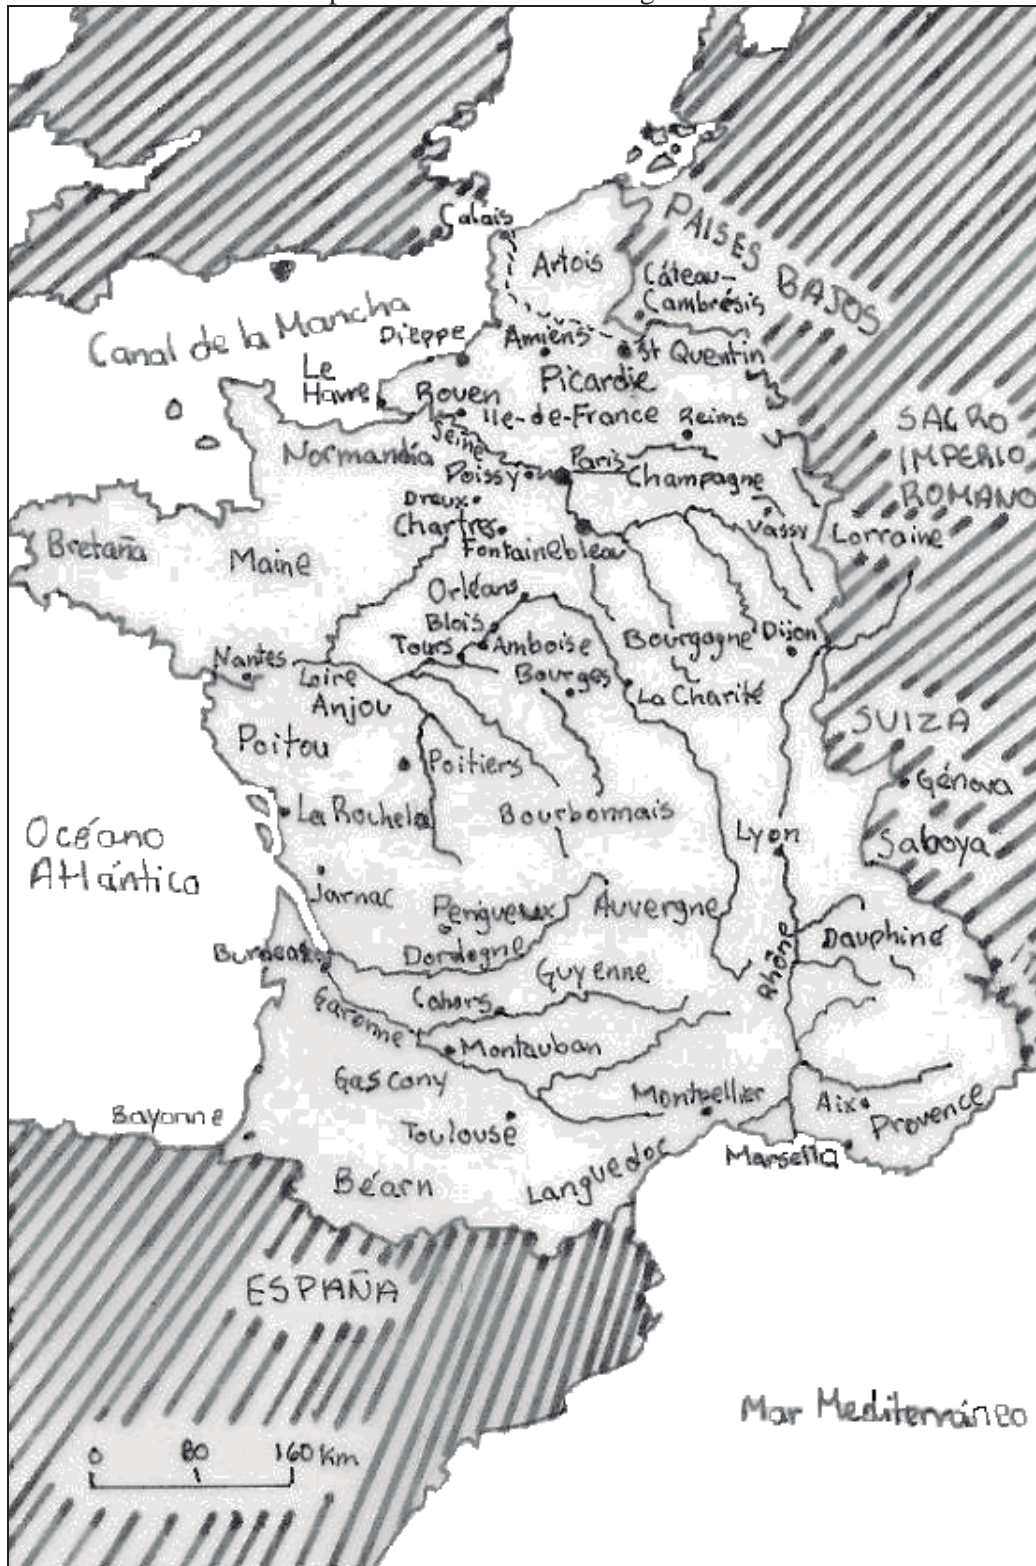 Calais
Artois
PAISES BAJOS
Câteau-
Cambrésis
Canal de la Mancha
Dieppe
Amiens
St Quentin
Le
Havre
Picardie
Rouen
Ile-de-France
Reims
SACRO
IMPERIO
ROMANO
Seine
Normandía
Paris
Poissy
Champagne
Dreux
Chartres
Vassy
Lorraine
Fontainebleau
Bretaña
Maine
Orléans
Blois
Tours
Amboise
Bourgogne
Dijon
Nantes
Loire
Bourges
La Charité
Anjou
SUIZA
Poitou
Poitiers
Génova
La Rochela
Bourbonnais
Lyon
Saboya
Océano
Atlántico
Jarnac
Perigueux
Auvergne
Dauphiné
Dordogne
Guyenne
Rhône
Cahors
Garonne
Montauban
Gascony
Montpellier
Aix
Provence
Bayonne
Toulouse
Marsella
Languedoc
Béarn
ESPAÑA
Mar Mediterráneo
0 80 160 Km